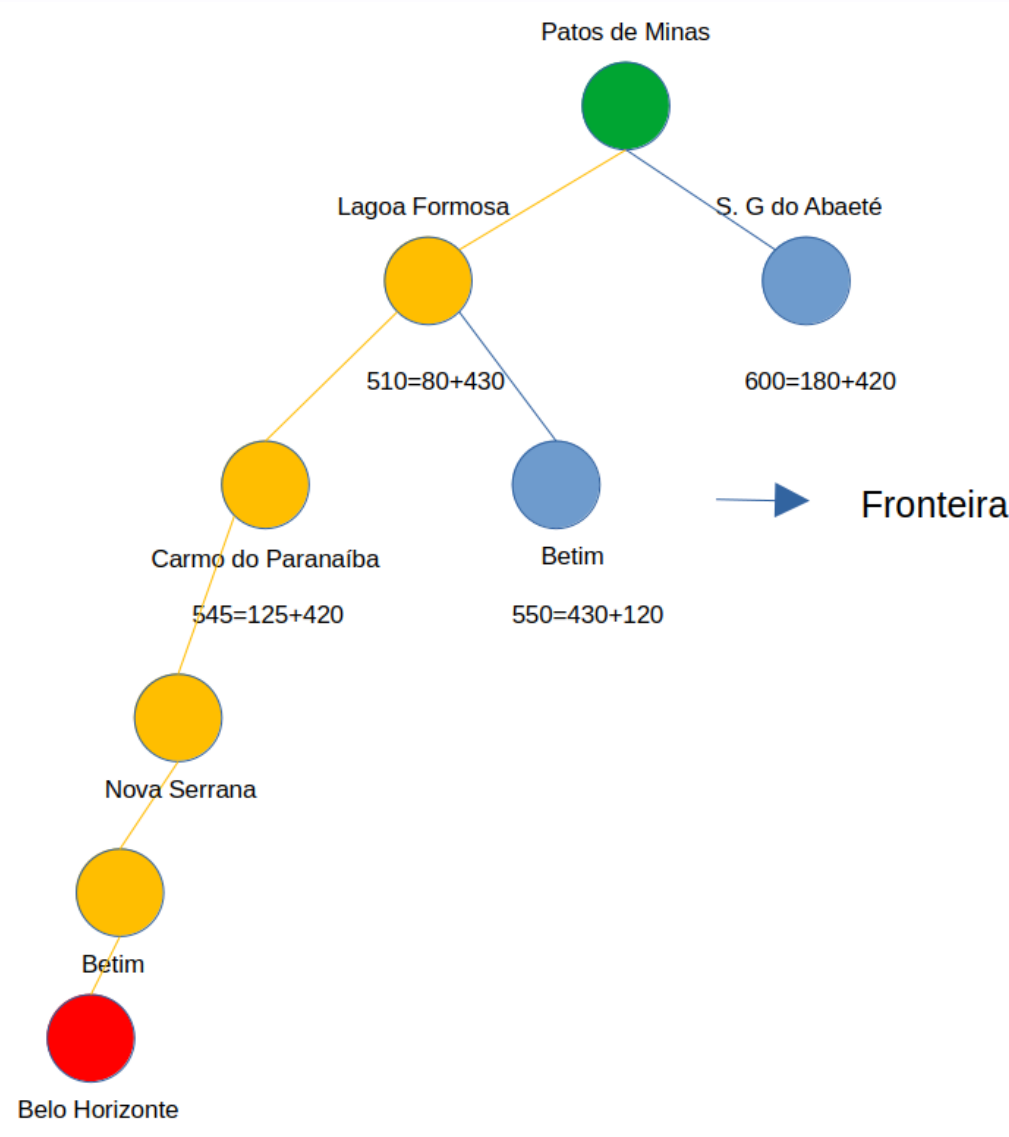 Patos de Minas
Lagoa Formosa
S. G do Abaeté
510=80+430
600=180+420
Fronteira
Carmo do Paranaíba
Betim
545=125+420
550=430+120
Nova Serrana
Betim
Belo Horizonte